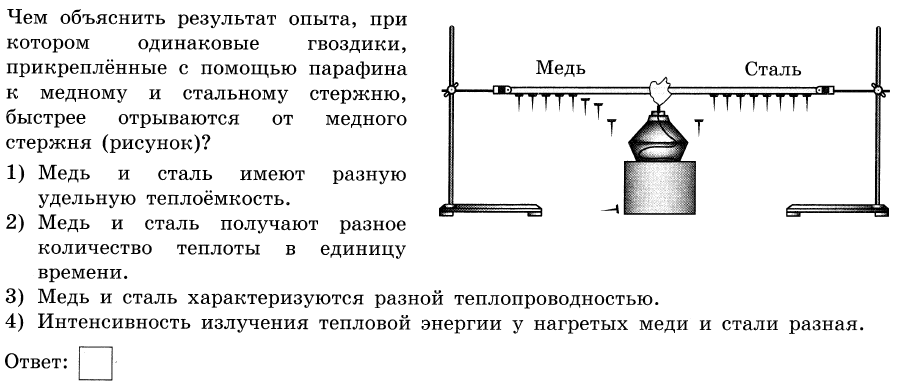 Чем объяснить результат опыта, при
котором одинаковые гвоздики,
прикреплённые с помощью парафина
к медному и стальному стержню,
быстрее отрываются от медного
стержня (рисунок)?
1) Медь и сталь имеют разную
удельную теплоёмкость.
2) Медь и сталь получают разное
количество теплоты в единицу
времени.
3) Медь и сталь характеризуются разной теплопроводностью.
4) Интенсивность излучения тепловой энергии у нагретых меди и стали разная.
Ответ:
Медь
Сталь